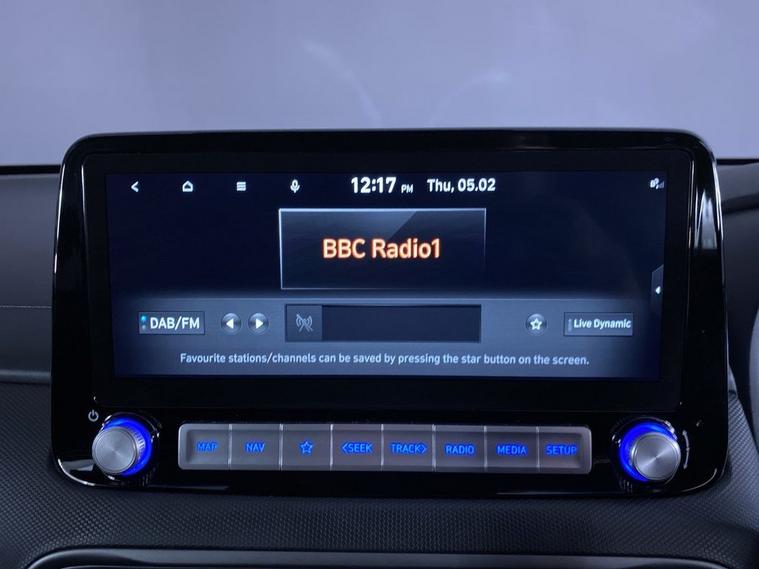 12:17 PM Thu, 05.02
BBC Radio1
DAB/FM
Live Dynamic
Favourite stations/channels can be saved by pressing the star button on the screen.
MAP NAV <SEEK TRACK> RADIO MEDIA SETUP